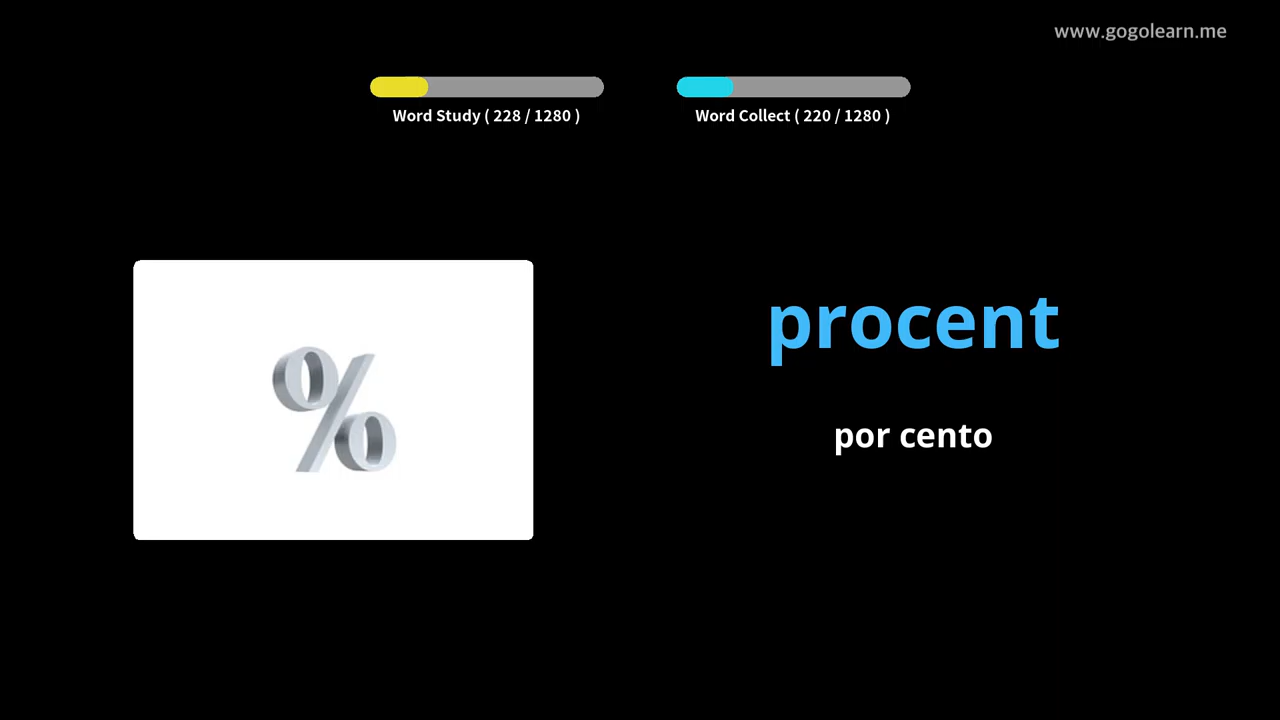 www.gogolearn.me
Word Study ( 228 / 1280 )
Word Collect ( 220 / 1280 )
%
procent
por cento